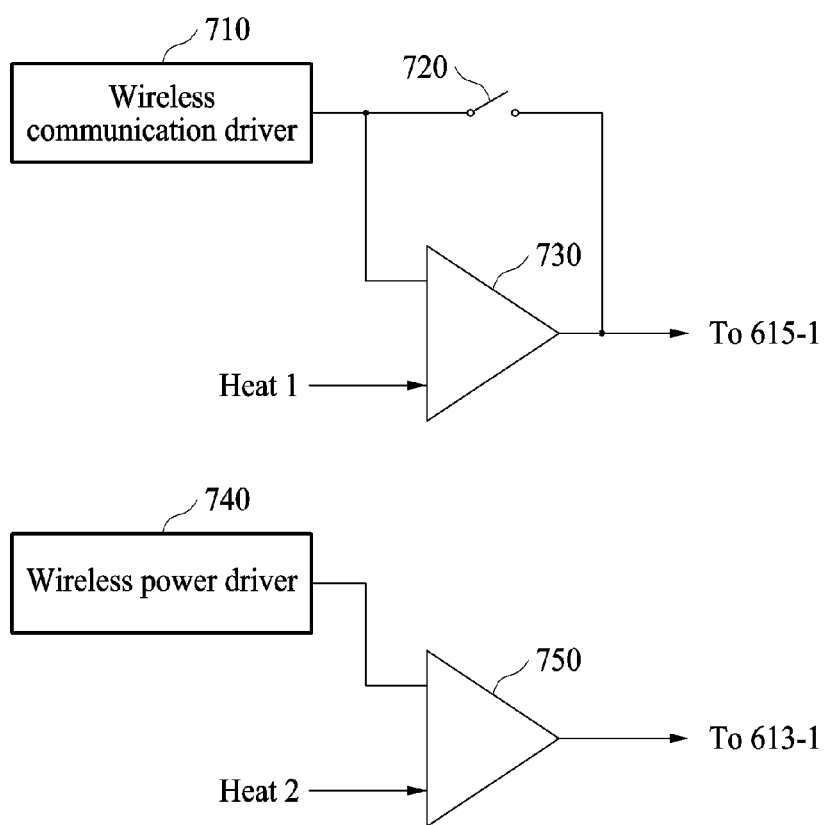 710
Wireless
communication driver
720
730
Heat 1
To 615-1
740
Wireless power driver
750
Heat 2
To 613-1